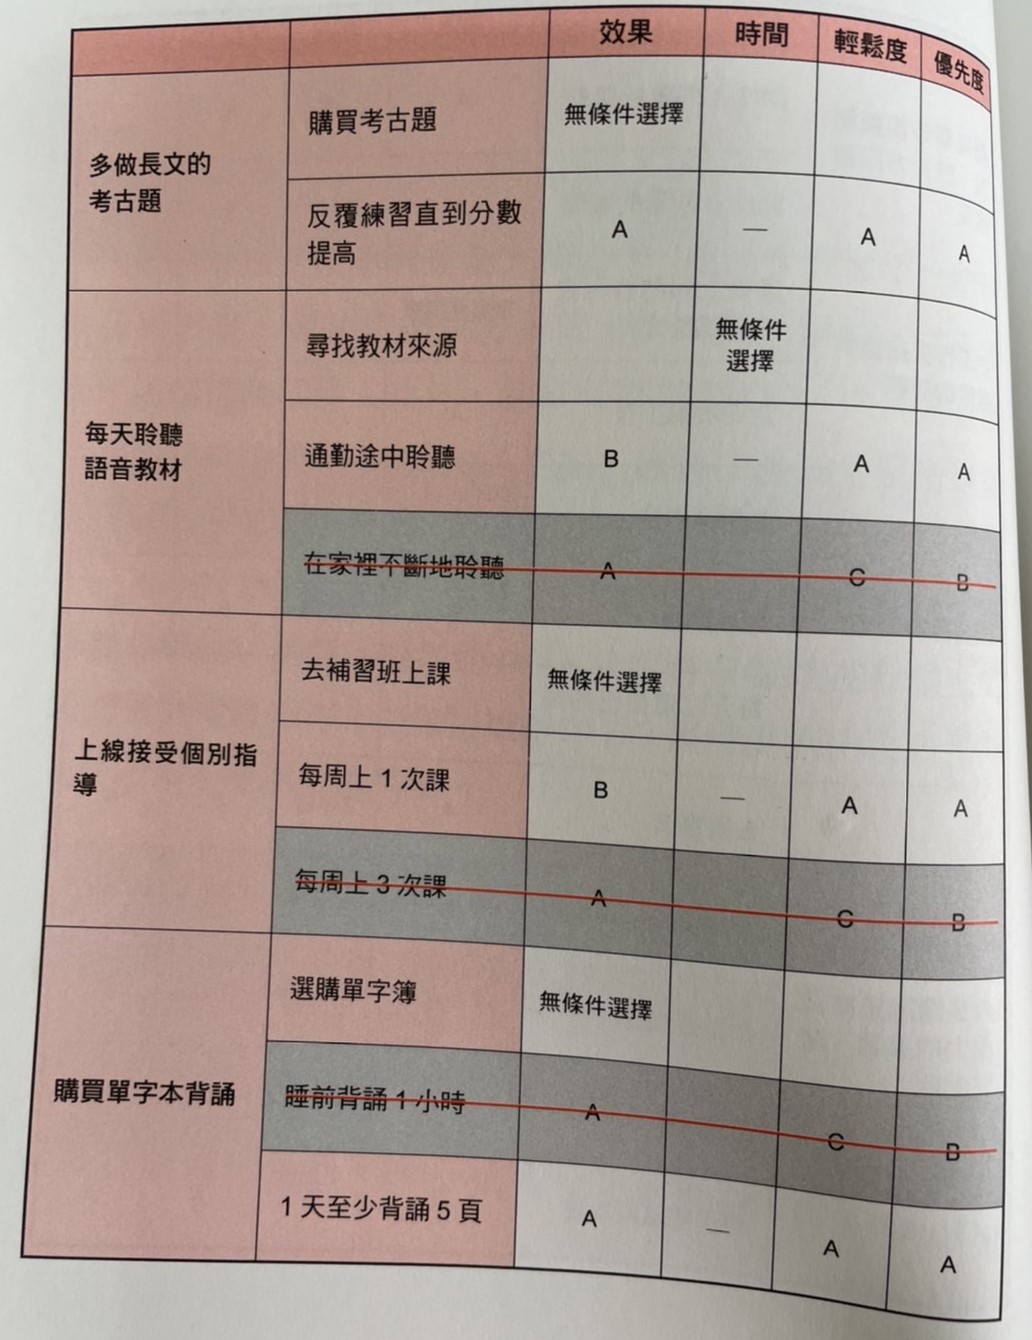 效果 時間 輕鬆度 優先度
多做長文的
考古題
購買考古題 無條件選擇
反覆練習直到分數
提高
A — A A
每天聆聽
語音教材
尋找教材來源
無條件
選擇
通勤途中聆聽 B — A A
在家裡不斷地聆聽 A C B
上線接受個別指
導
去補習班上課 無條件選擇
每周上 1 次課 B — A A
每周上 3 次課 A C B
購買單字本背誦
選購單字簿 無條件選擇
睡前背誦 1 小時 A C B
1 天至少背誦 5 頁 A — A A